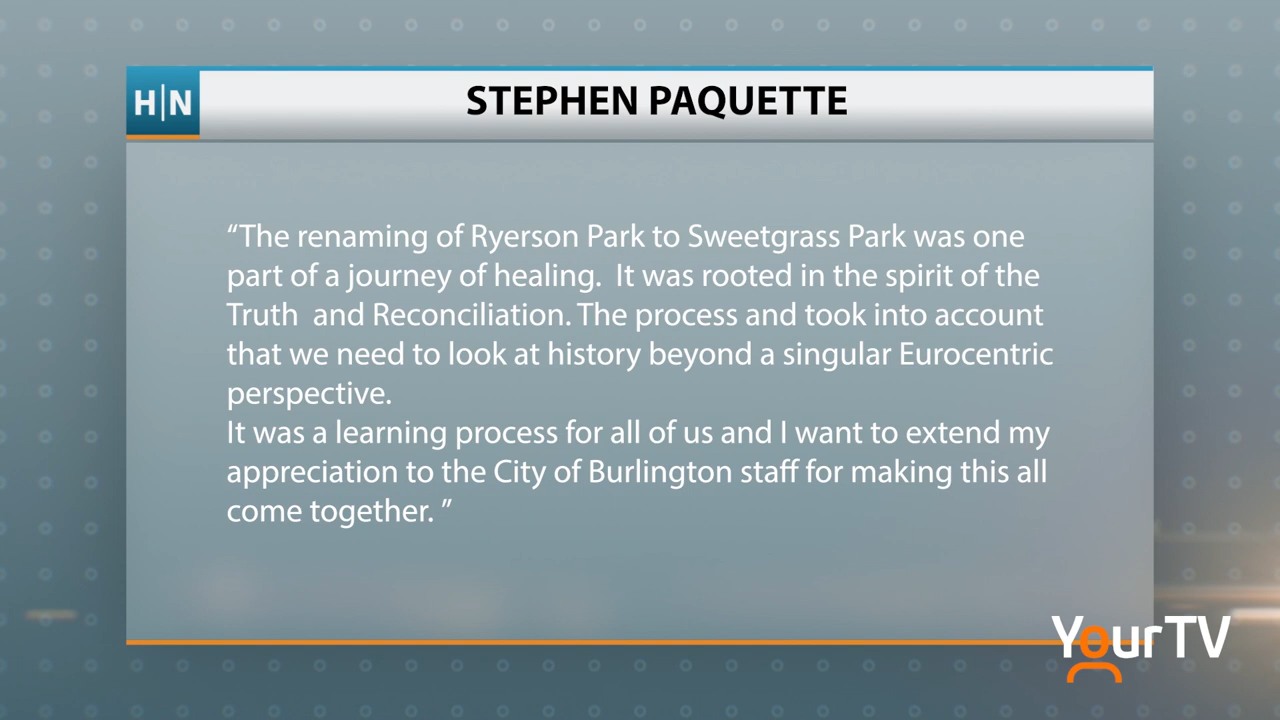 H|N
STEPHEN PAQUETTE
“The renaming of Ryerson Park to Sweetgrass Park was one
part of a journey of healing.  It was rooted in the spirit of the
Truth  and Reconciliation. The process and took into account
that we need to look at history beyond a singular Eurocentric
perspective.
It was a learning process for all of us and I want to extend my
appreciation to the City of Burlington staff for making this all
come together. ”
YourTV